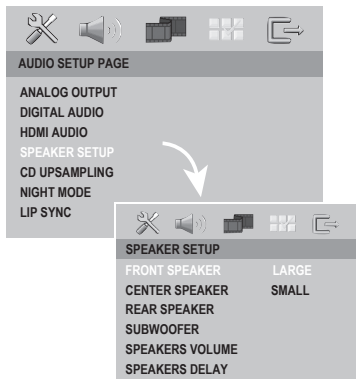 AUDIO SETUP PAGE
ANALOG OUTPUT
DIGITAL AUDIO
HDMI AUDIO
SPEAKER SETUP
CD UPSAMPLING
NIGHT MODE
LIP SYNC
SPEAKER SETUP
FRONT SPEAKER LARGE
CENTER SPEAKER SMALL
REAR SPEAKER
SUBWOOFER
SPEAKERS VOLUME
SPEAKERS DELAY